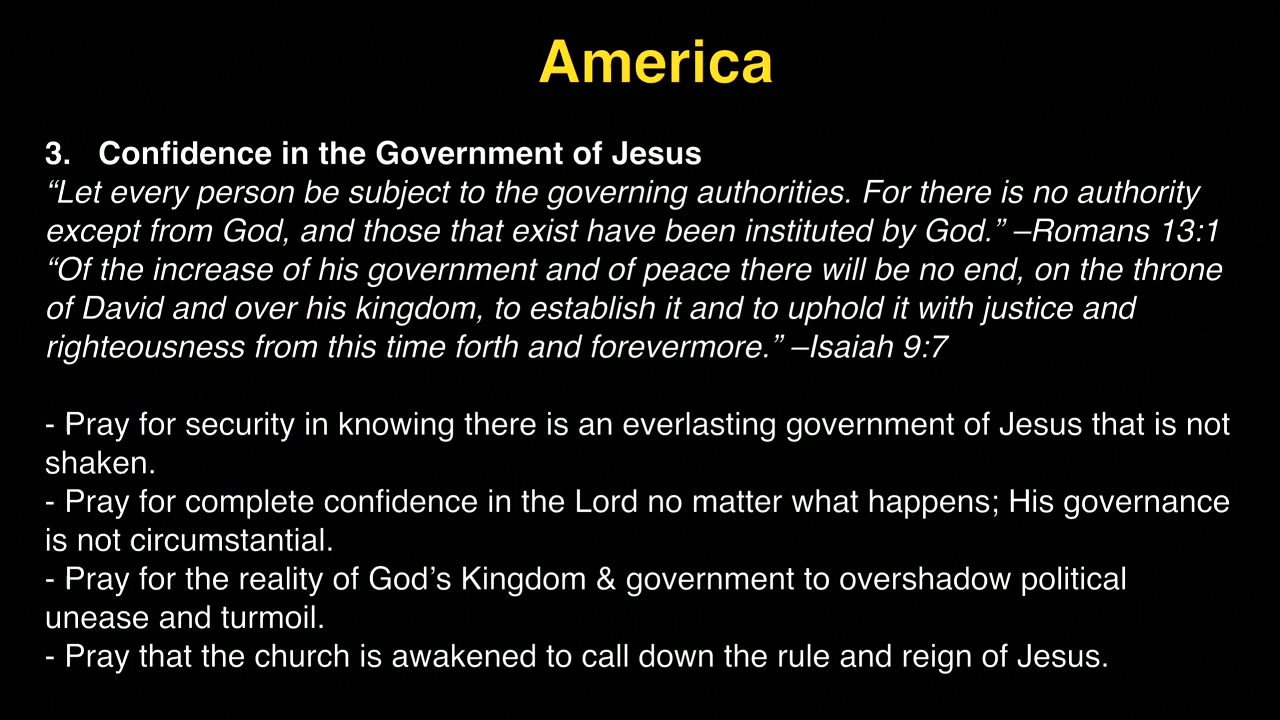 America
3. Confidence in the Government of Jesus
“Let every person be subject to the governing authorities. For there is no authority
except from God, and those that exist have been instituted by God.” –Romans 13:1
“Of the increase of his government and of peace there will be no end, on the throne
of David and over his kingdom, to establish it and to uphold it with justice and
righteousness from this time forth and forevermore.” –Isaiah 9:7
- Pray for security in knowing there is an everlasting government of Jesus that is not
shaken.
- Pray for complete confidence in the Lord no matter what happens; His governance
is not circumstantial.
- Pray for the reality of God’s Kingdom & government to overshadow political
unease and turmoil.
- Pray that the church is awakened to call down the rule and reign of Jesus.